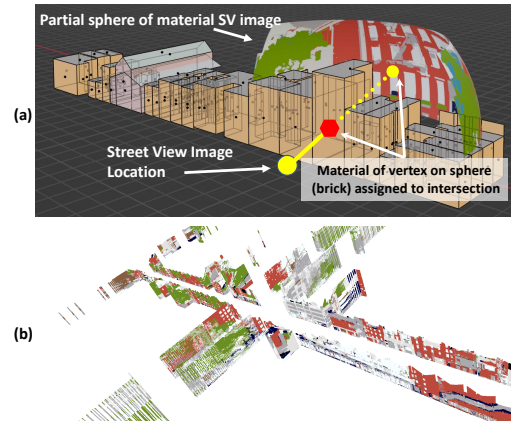 Partial sphere of material SV image
(a)
Street View Image
Location
Material of vertex on sphere
(brick) assigned to intersection
(b)